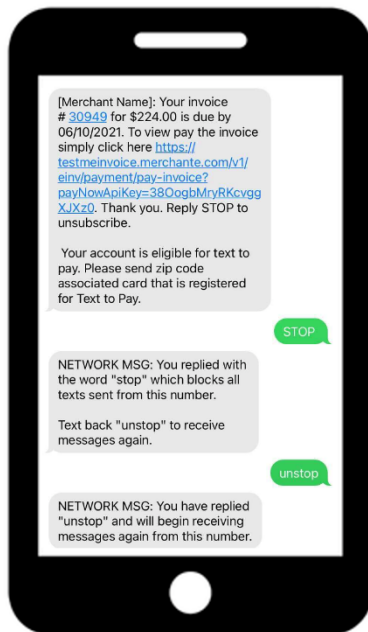 [Merchant Name]: Your invoice
# 30949 for $224.00 is due by
06/10/2021. To view pay the invoice
simply click here https://
testmeinvoice.merchante.com/v1/
einv/payment/pay-invoice?
payNowApiKey=38OogbMryRKcvgg
XJXz0. Thank you. Reply STOP to
unsubscribe.
Your account is eligible for text to
pay. Please send zip code
associated card that is registered
for Text to Pay.
STOP
NETWORK MSG: You replied with
the word "stop" which blocks all
texts sent from this number.
Text back "unstop" to receive
messages again.
unstop
NETWORK MSG: You have replied
"unstop" and will begin receiving
messages again from this number.